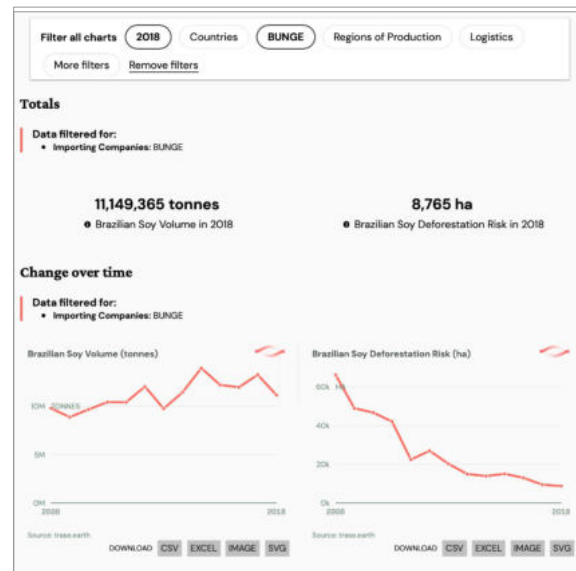 Filter all charts 2018 Countries BUNGE Regions of Production Logistics
More filters Remove filters
Totals
Data filtered for:
• Importing Companies: BUNGE
11,149,365 tonnes 8,765 ha
Brazilian Soy Volume in 2018 Brazilian Soy Deforestation Risk in 2018
Change over time
Data filtered for:
• Importing Companies: BUNGE
Brazilian Soy Volume (tonnes) Brazilian Soy Deforestation Risk (ha)
10M TONNES
5M
0M
2008 2018
60k HA
40k
20k
0k
2008 2018
Source: trase.earth Source: trase.earth
DOWNLOAD CSV EXCEL IMAGE SVG DOWNLOAD CSV EXCEL IMAGE SVG